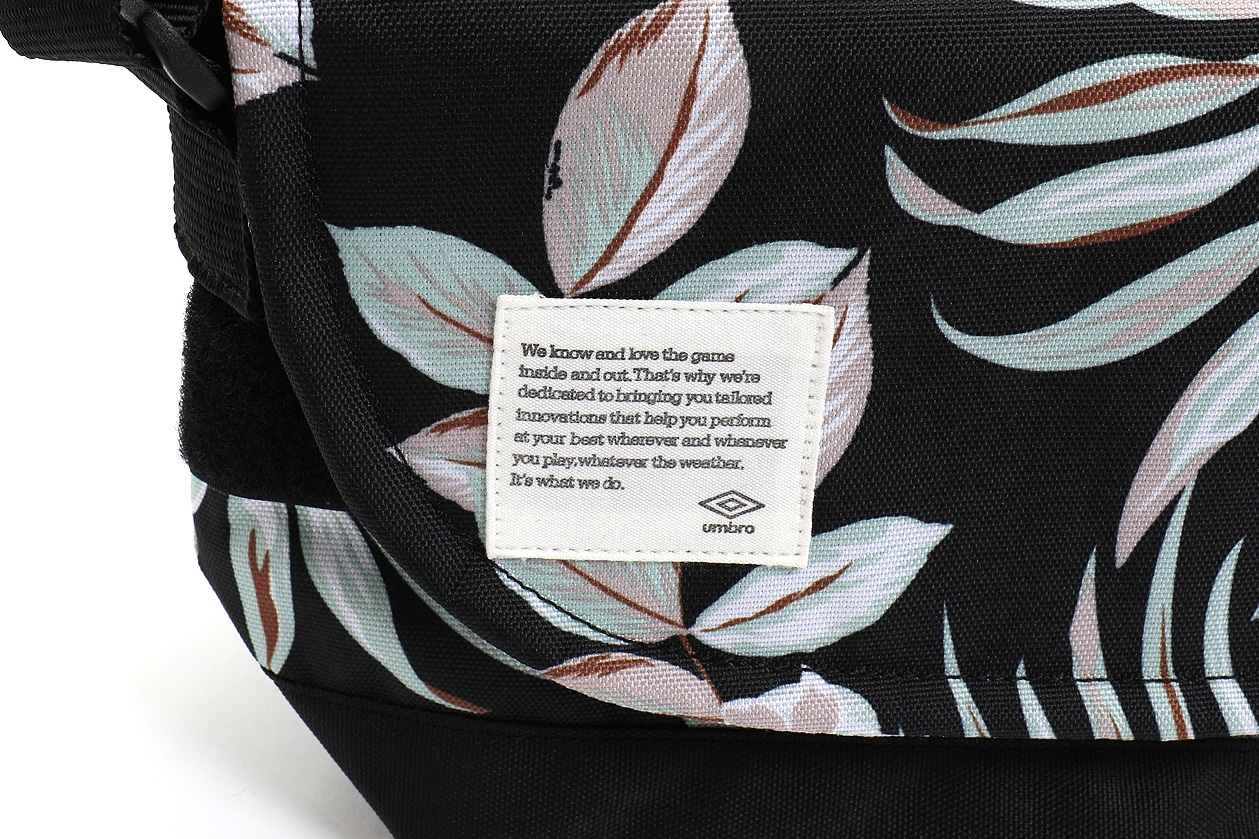 We know and love the game
inside and out. That's why we're
dedicated to bringing you tailored
innovations that help you perform
at your best wherever and whenever
you play, whatever the weather.
It's what we do.
umbro